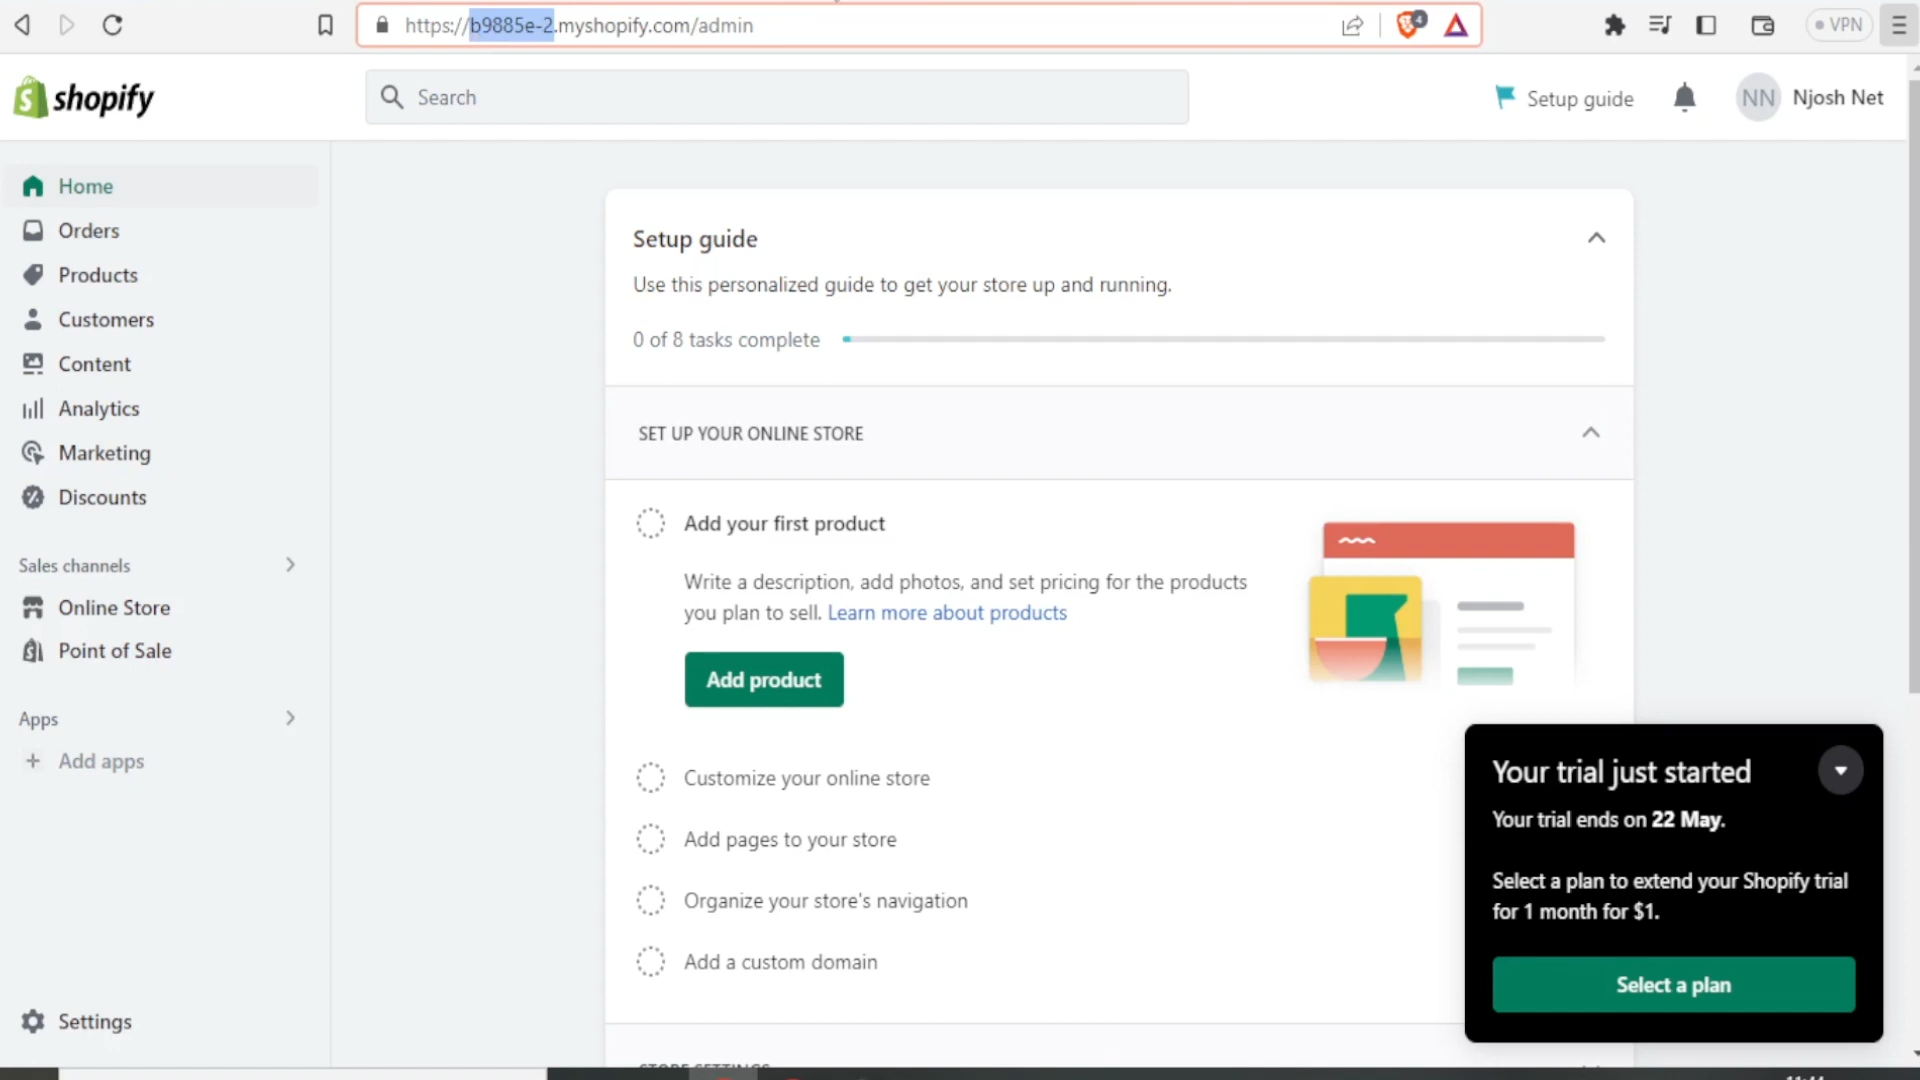 https://b9885e-2.myshopify.com/admin
4
VPN
shopify
Search
Setup guide
NN
Njosh Net
Home
Orders
Products
Customers
Content
Analytics
Marketing
Discounts
Sales channels
Online Store
Point of Sale
Apps
Add apps
Settings
Setup guide
Use this personalized guide to get your store up and running.
0 of 8 tasks complete
SET UP YOUR ONLINE STORE
Add your first product
Write a description, add photos, and set pricing for the products
you plan to sell. Learn more about products
Add product
Customize your online store
Add pages to your store
Organize your store's navigation
Add a custom domain
STORE SETTINGS
Your trial just started
Your trial ends on 22 May.
Select a plan to extend your Shopify trial
for 1 month for $1.
Select a plan